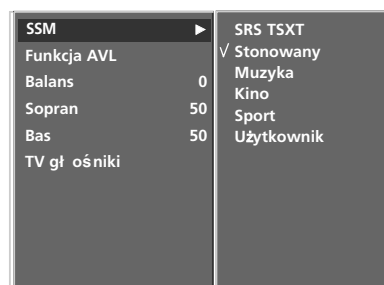 SSM ►
Funkcja AVL
Balans 0
Sopran 50
Bas 50
TV gł ośniki
SRS TSXT
√ Stonowany
Muzyka
Kino
Sport
Użytkownik